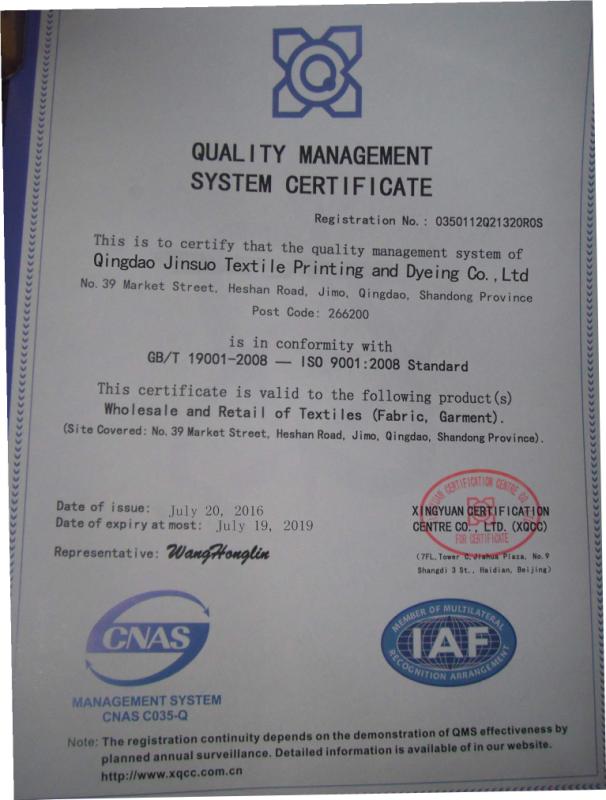 QUALITY MANAGEMENT
SYSTEM CERTIFICATE
Registration No.: 0350112Q21320R0S
This is to certify that the quality management system of
Qingdao Jinsuo Textile Printing and Dyeing Co.,Ltd
No.39 Market Street, Heshan Road, Jimo, Qingdao, Shandong Province
Post Code: 266200
is in conformity with
GB/T 19001-2008 — ISO 9001:2008 Standard
This certificate is valid to the following product(s)
Wholesale and Retail of Textiles (Fabric, Garment).
(Site Covered: No.39 Market Street, Heshan Road, Jimo, Qingdao, Shandong Province).
Date of issue: July 20, 2016
Date of expiry at most: July 19, 2019
Representative: WangHonglin
CERTIFICATION CENTRE CO.
FOR CERTIFICATE
XINGYUAN CERTIFICATION
CENTRE CO., LTD. (XQCC)
(7FL, Tower C, Jiahua Plaza, No.9
Shangdi 3 St., Haidian, Beijing)
CNAS
MANAGEMENT SYSTEM
CNAS C035-Q
MEMBER OF MULTILATERAL
IAF
RECOGNITION ARRANGEMENT
Note: The registration continuity depends on the demonstration of QMS effectiveness by
planned annual surveillance. Detailed information is available of in our website.
http://www.xqcc.com.cn